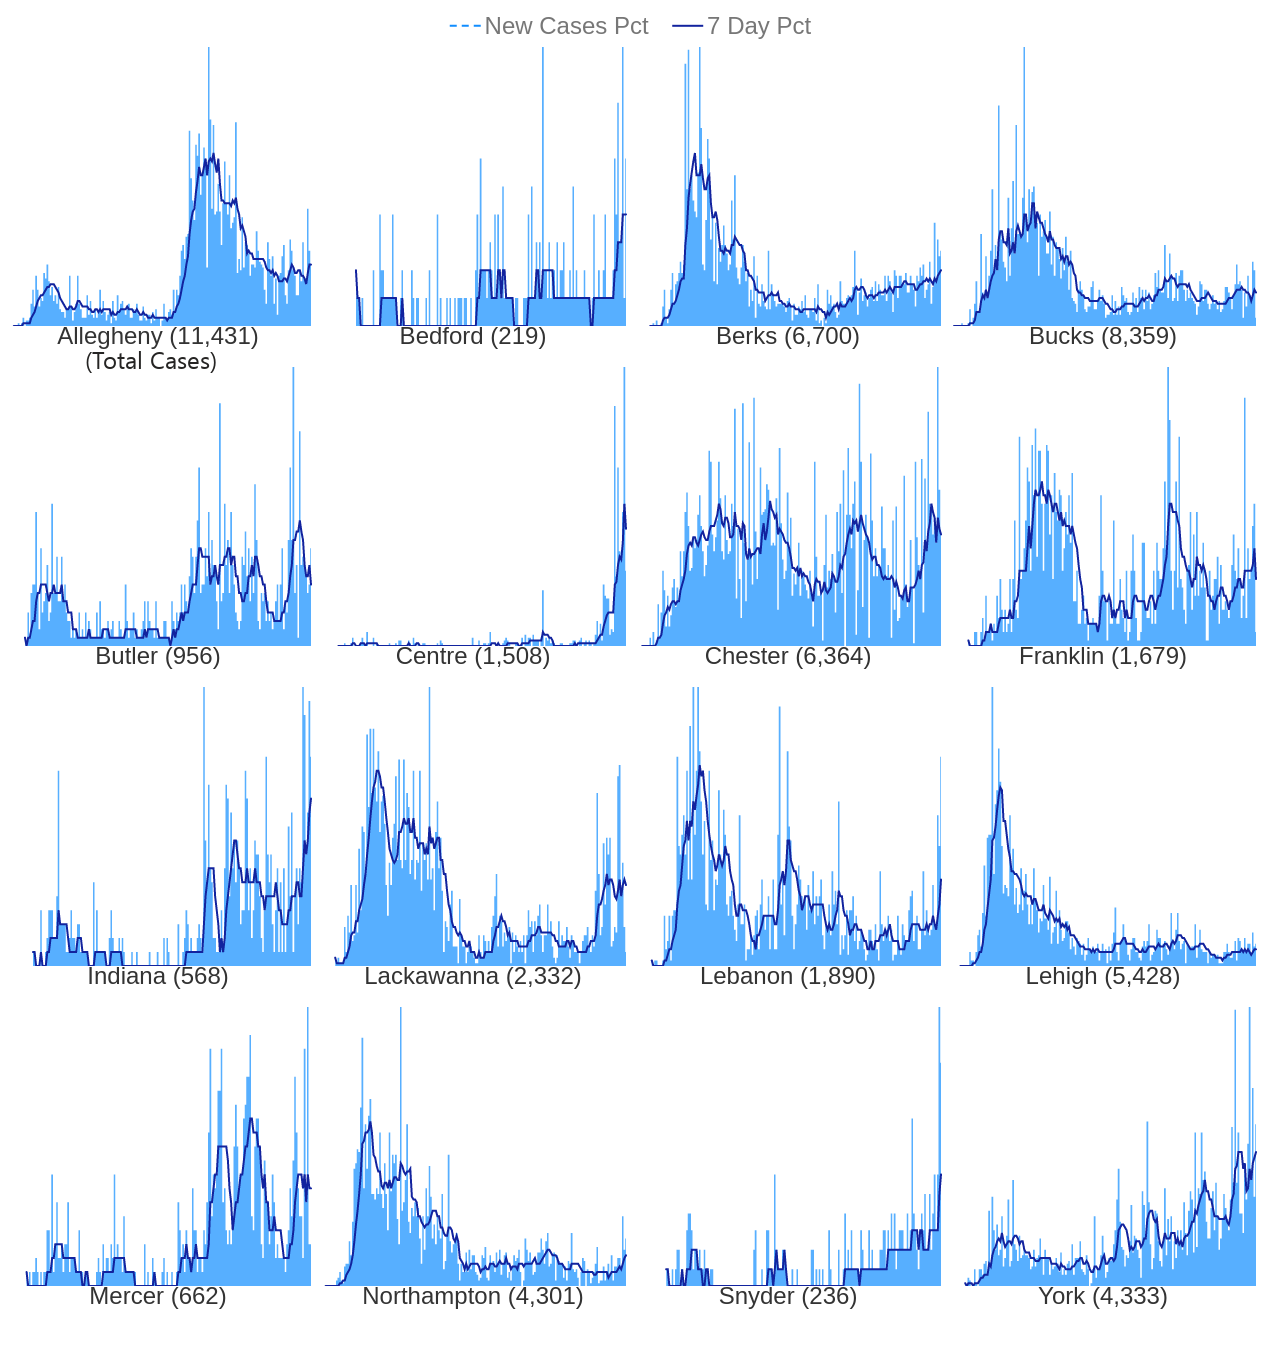 New Cases Pct 7 Day Pct
Allegheny (11,431) Bedford (219) Berks (6,700) Bucks (8,359)
(Total Cases)
Butler (956) Centre (1,508) Chester (6,364) Franklin (1,679)
Indiana (568) Lackawanna (2,332) Lebanon (1,890) Lehigh (5,428)
Mercer (662) Northampton (4,301) Snyder (236) York (4,333)